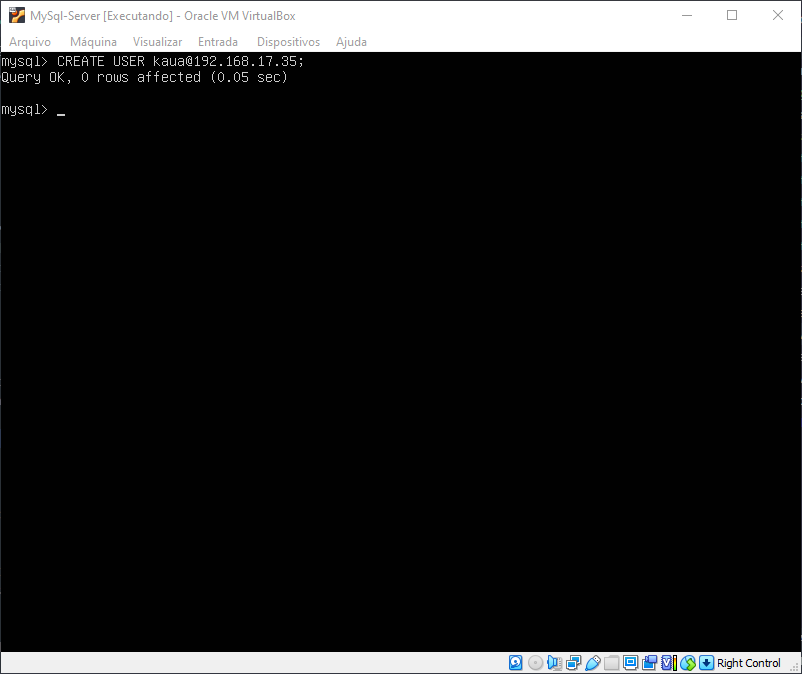 MySql-Server [Executando] - Oracle VM VirtualBox
Arquivo Máquina Visualizar Entrada Dispositivos Ajuda
mysql> CREATE USER kaua@192.168.17.35;
Query OK, 0 rows affected (0.05 sec)
mysql> _
Right Control